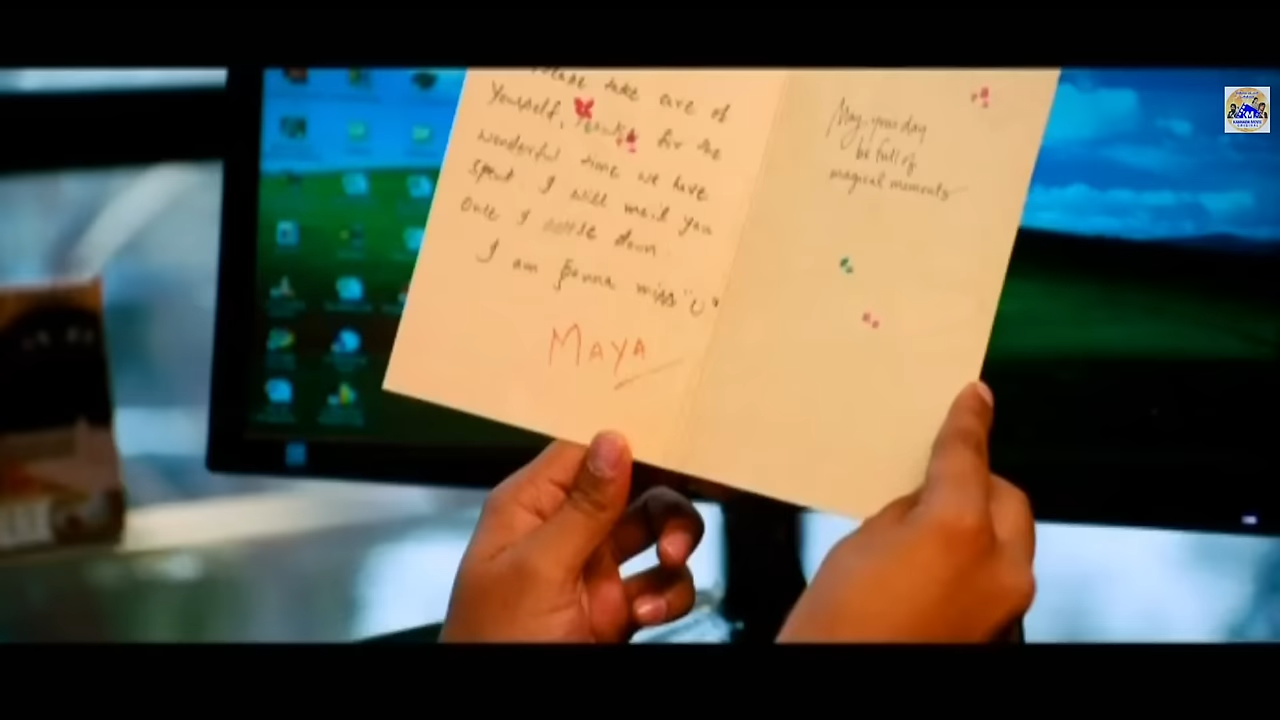 Please take care of
yourself, Thanks for the
wonderful time we have
spent I will mail you
once I settle down.
I am gonna miss "U"
MAYA
May your day
be full of
magical moments